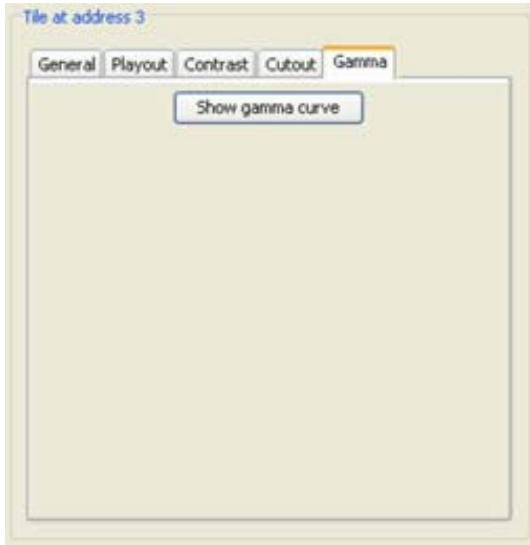 Tile at address 3
General Playout Contrast Cutout Gamma
Show gamma curve